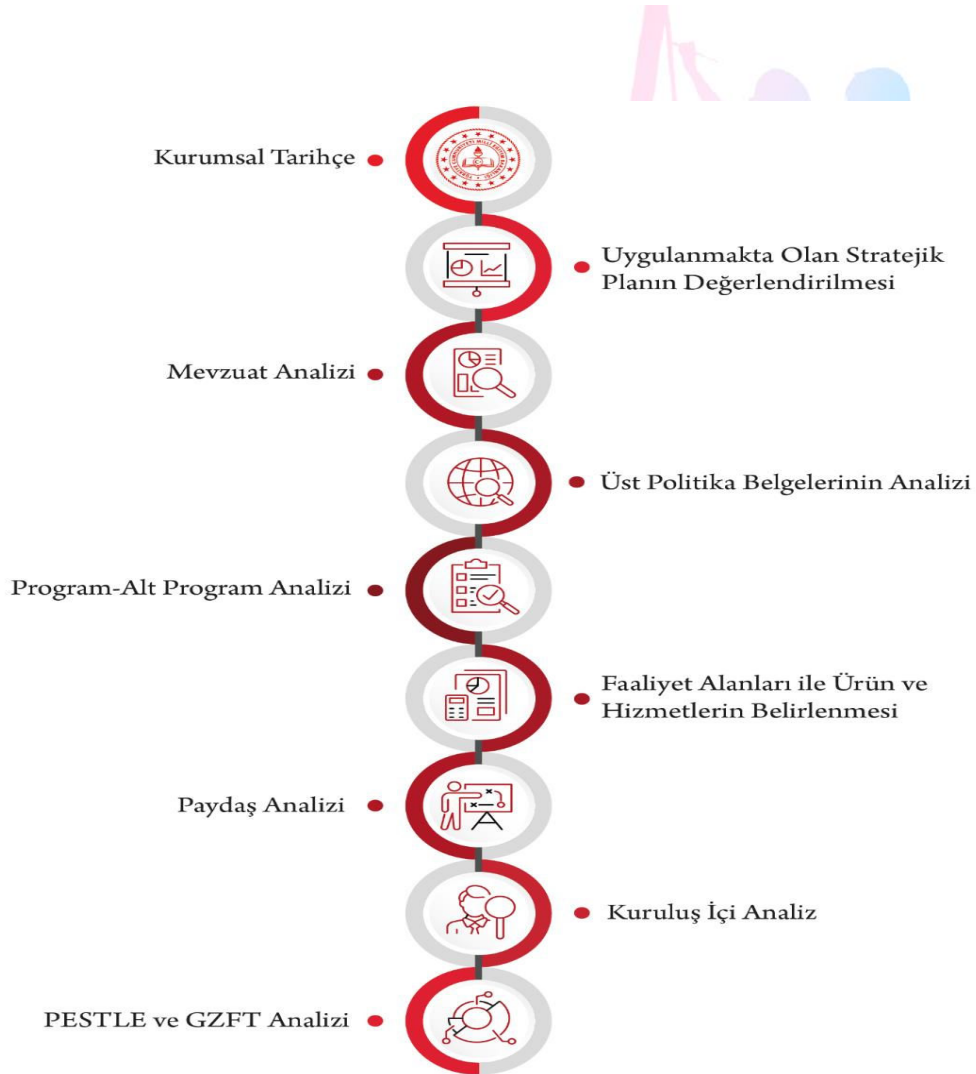 Kurumsal Tarihçe
Uygulanmakta Olan Stratejik
Planın Değerlendirilmesi
Mevzuat Analizi
Üst Politika Belgelerinin Analizi
Program-Alt Program Analizi
Faaliyet Alanları ile Ürün ve
Hizmetlerin Belirlenmesi
Paydaş Analizi
Kuruluş İçi Analiz
PESTLE ve GZFT Analizi